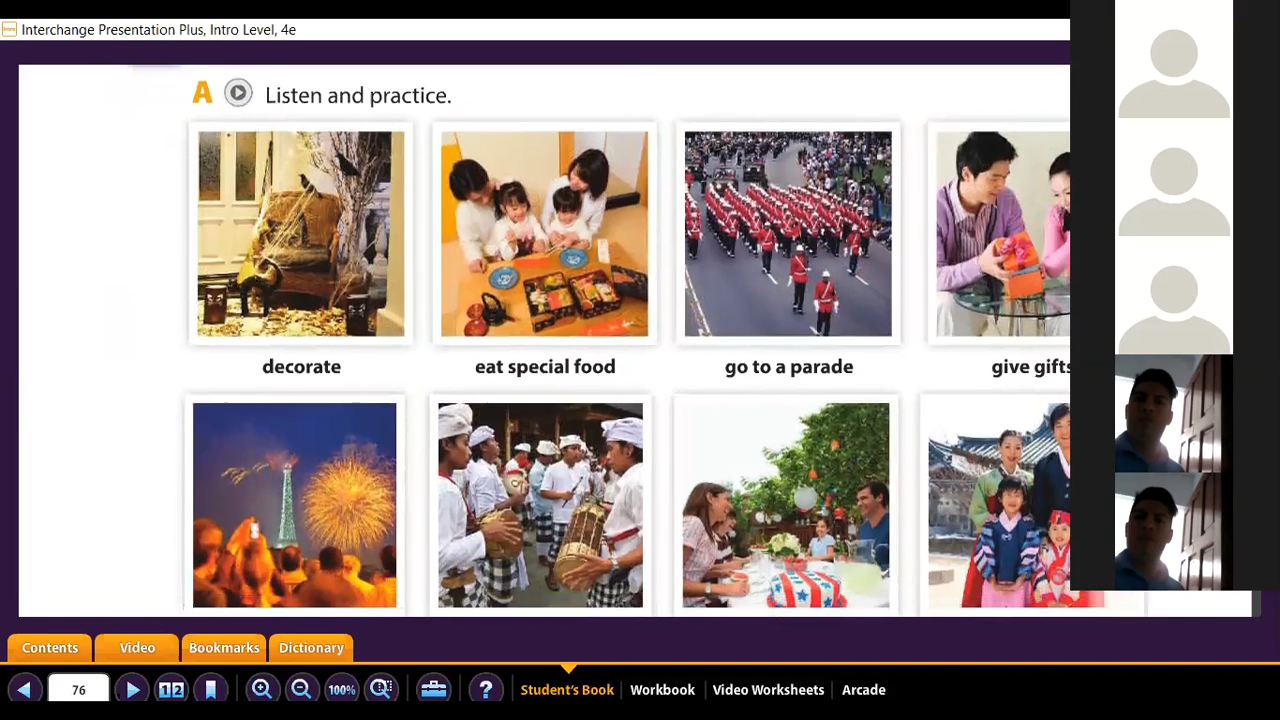 Interchange Presentation Plus, Intro Level, 4e
A Listen and practice.
decorate eat special food go to a parade give gifts
Contents Video Bookmarks Dictionary
76 12 100% ? Student's Book Workbook Video Worksheets Arcade